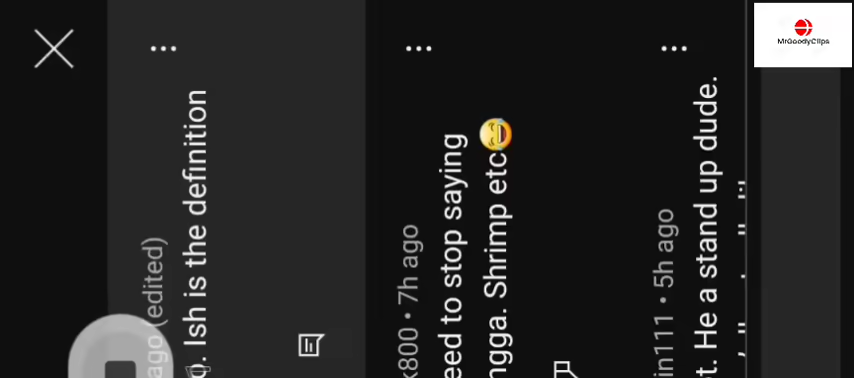 MrGoodyClips
ago (edited)
. Ish is the definition
x800 • 7h ago
eed to stop saying
ngga. Shrimp etc😂
in111 • 5h ago
t. He a stand up dude.